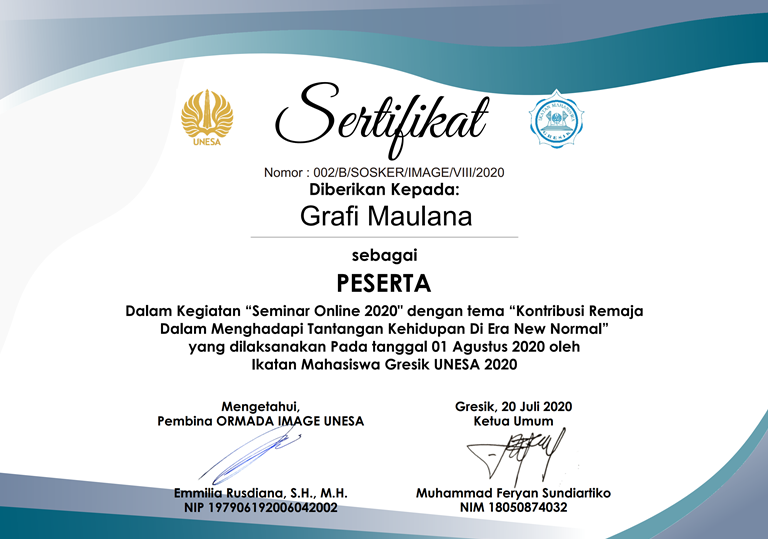 Sertifikat
UNESA
Nomor : 002/B/SOSKER/IMAGE/VIII/2020
Diberikan Kepada:
Grafi Maulana
sebagai
PESERTA
Dalam Kegiatan “Seminar Online 2020" dengan tema “Kontribusi Remaja
Dalam Menghadapi Tantangan Kehidupan Di Era New Normal”
yang dilaksanakan Pada tanggal 01 Agustus 2020 oleh
Ikatan Mahasiswa Gresik UNESA 2020
Mengetahui,
Pembina ORMADA IMAGE UNESA
Emmilia Rusdiana, S.H., M.H.
NIP 197906192006042002
Gresik, 20 Juli 2020
Ketua Umum
Muhammad Feryan Sundiartiko
NIM 18050874032